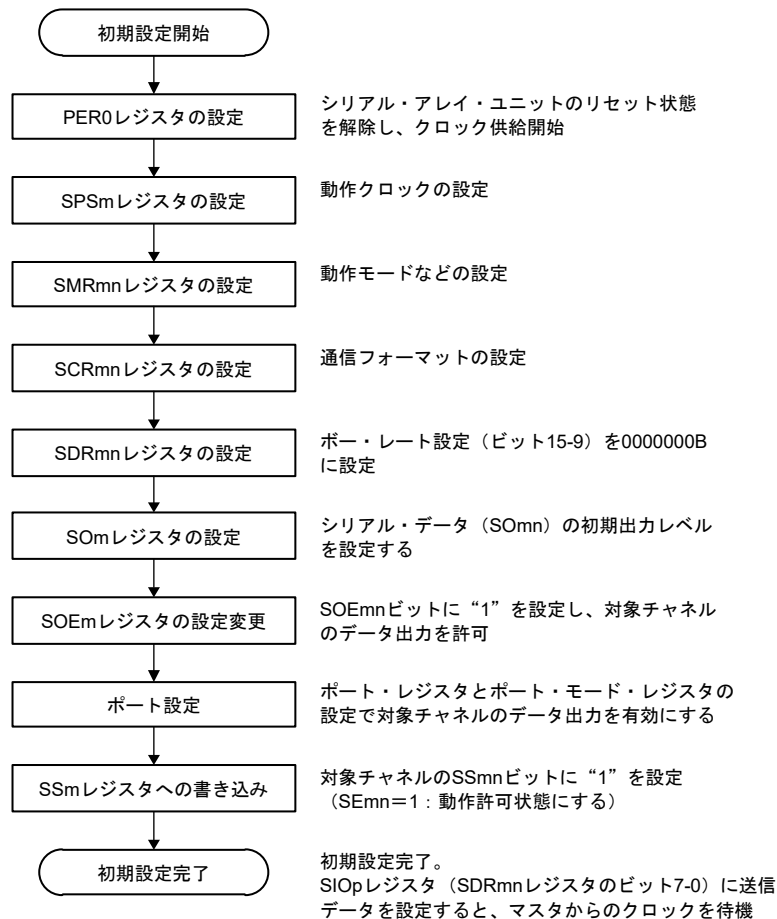 初期設定開始
PER0レジスタの設定
シリアル・アレイ・ユニットのリセット状態
を解除し、クロック供給開始
SPSmレジスタの設定
動作クロックの設定
SMRmnレジスタの設定
動作モードなどの設定
SCRmnレジスタの設定
通信フォーマットの設定
SDRmnレジスタの設定
ボー・レート設定（ビット15-9）を0000000B
に設定
SOmレジスタの設定
シリアル・データ（SOmn）の初期出力レベル
を設定する
SOEmレジスタの設定変更
SOEmnビットに“1”を設定し、対象チャネル
のデータ出力を許可
ポート設定
ポート・レジスタとポート・モード・レジスタの
設定で対象チャネルのデータ出力を有効にする
SSmレジスタへの書き込み
対象チャネルのSSmnビットに“1”を設定
（SEmn＝1：動作許可状態にする）
初期設定完了
初期設定完了。
SIOpレジスタ（SDRmnレジスタのビット7-0）に送信
データを設定すると、マスタからのクロックを待機